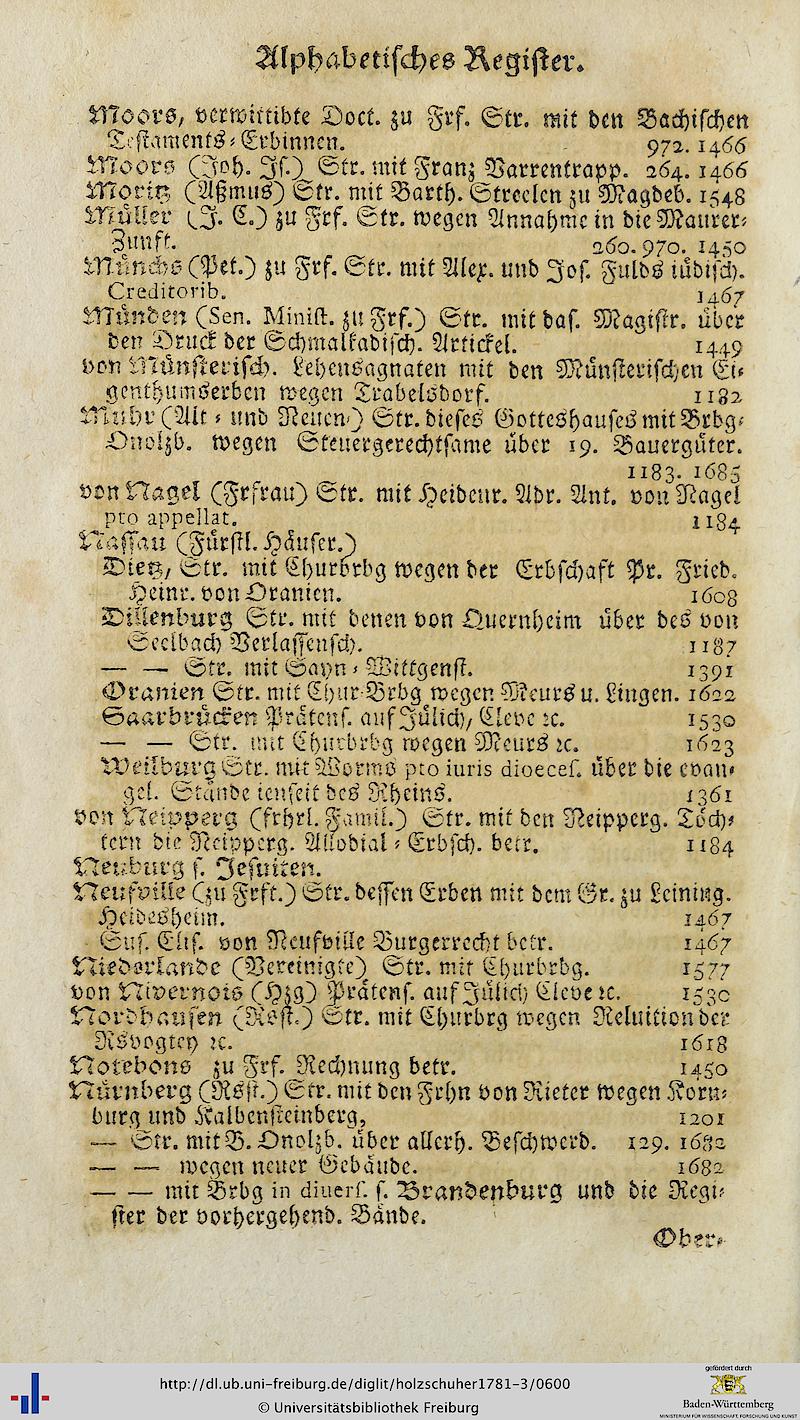 Alphabetisches Register.
Moors, verwittibte Doct. zu Frf. Str. mit den Bachischen
Testaments-Erbinnen. 972. 1466
Moors (Joh. Is.) Str. mit Franz Varrentrapp. 264. 1466
Moritz (Aßmus) Str. mit Barth. Streelen zu Magdeb. 1548
Müller (J. C.) zu Frf. Str. wegen Annahme in die Maurer-
Zunft. 260. 970. 1450
Münchs (Pet.) zu Frf. Str. mit Alex. und Jos. Fulds iüdisch.
Creditorib. 1467
Münden (Sen. Minist. zu Frf.) Str. mit das. Magistr. über
den Druck der Schmalkadisch. Artickel. 1449
von Münsterisch. Lehensagnaten mit den Münsterischen Ei-
genthumserben wegen Trabelsdorf. 1182
Muhr (Alt- und Neuen-) Str. dieses Gotteshauses mit Brbg-
Onolzb. wegen Steuergerechtsame über 19. Bauergüter.
1183. 1685
von Nagel (Frfrau) Str. mit Heidenr. Adr. Ant. von Nagel
pto appellat. 1184
Nassau (Fürstl. Häuser.)
Dietz, Str. mit Churbrbg wegen der Erbschaft Pr. Fried.
Heinr. von Oranien. 1608
Dillenburg Str. mit denen von Quernheim über des von
Seelbach Verlassensch. 1187
— — Str. mit Sayn-Wittgenst. 1391
Oranien Str. mit Chur-Brbg wegen Meurs u. Lingen. 1622
Saarbrücken Prätens. auf Jülich, Cleve ꝛc. 1530
— — Str. mit Churbrbg wegen Meurs ꝛc. 1623
Weilburg Str. mit Worms pto iuris dioeces. über die evan-
gel. Stände ienseit des Rheins. 1361
von Neipperg (frhrl. Famil.) Str. mit den Neipperg. Töch-
tern die Neipperg. Allodial-Erbsch. betr. 1184
Neuburg s. Jesuiten.
Neufville (zu Frft.) Str. dessen Erben mit dem Gr. zu Leining.
Heidesheim. 1467
Sus. Elis. von Neufville Burgerrecht betr. 1467
Niederlande (Vereinigte) Str. mit Churbrbg. 1577
von Nivernois (Hzg) Prätens. auf Jülich Cleve ꝛc. 1530
Nordhausen (Rsst.) Str. mit Churbrg wegen Reluition der
Rsvogtey ꝛc. 1618
Notebohms zu Frf. Rechnung betr. 1450
Nürnberg (Rsst.) Str. mit den Frhn von Rieter wegen Korn-
burg und Kalbensteinberg, 1201
— Str. mit B. Onolzb. über allerh. Beschwerd. 129. 1682
— — wegen neuer Gebäude. 1682
— — mit Brbg in diuers. s. Brandenburg und die Regi-
ster der vorhergehend. Bände.
Ober-
http://dl.ub.uni-freiburg.de/diglit/holzschuher1781-3/0600
© Universitätsbibliothek Freiburg
gefördert durch
Baden-Württemberg
MINISTERIUM FÜR WISSENSCHAFT, FORSCHUNG UND KUNST